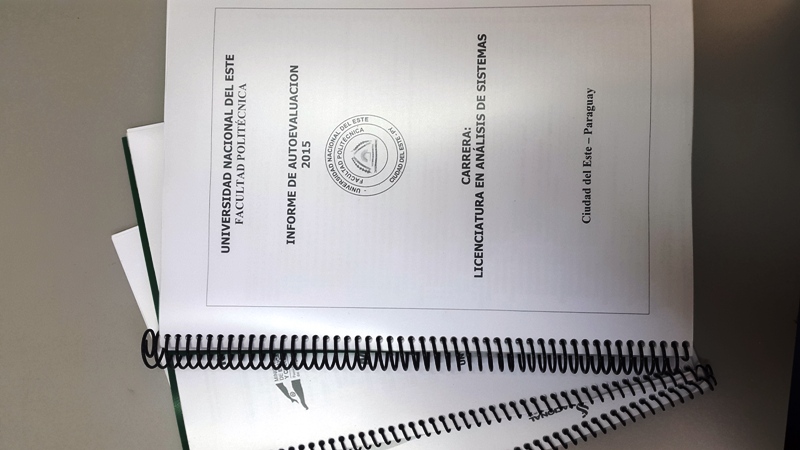 UNIVERSIDAD NACIONAL DEL ESTE
FACULTAD POLITÉCNICA
INFORME DE AUTOEVALUACION
2015
- UNIVERSIDAD NACIONAL DEL ESTE
FACULTAD POLITÉCNICA
CIUDAD DEL ESTE - PY
CARRERA:
LICENCIATURA EN ANÁLISIS DE SISTEMAS
Ciudad del Este – Paraguay